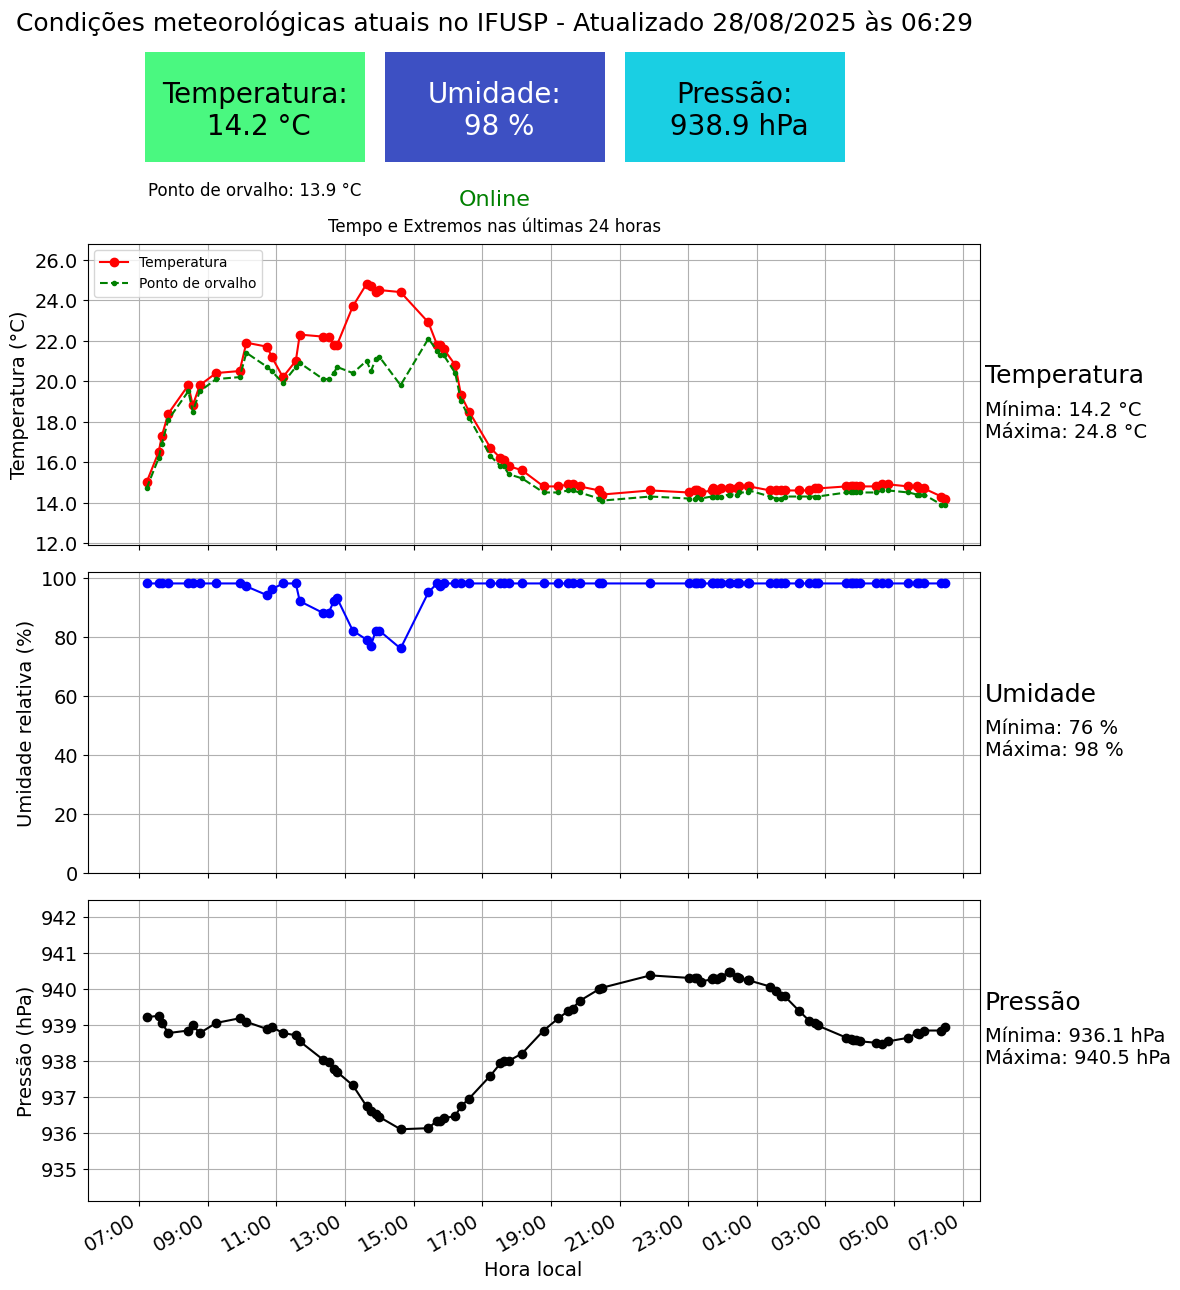 Condições meteorológicas atuais no IFUSP - Atualizado 28/08/2025 às 06:29
Temperatura:
14.2 °C
Umidade:
98 %
Pressão:
938.9 hPa
Ponto de orvalho: 13.9 °C
Online
Tempo e Extremos nas últimas 24 horas
Temperatura (°C)
26.0
24.0
22.0
20.0
18.0
16.0
14.0
12.0
Temperatura
Ponto de orvalho
Temperatura
Mínima: 14.2 °C
Máxima: 24.8 °C
Umidade relativa (%)
100
80
60
40
20
0
Umidade
Mínima: 76 %
Máxima: 98 %
Pressão (hPa)
942
941
940
939
938
937
936
935
Pressão
Mínima: 936.1 hPa
Máxima: 940.5 hPa
07:00 09:00 11:00 13:00 15:00 17:00 19:00 21:00 23:00 01:00 03:00 05:00 07:00
Hora local